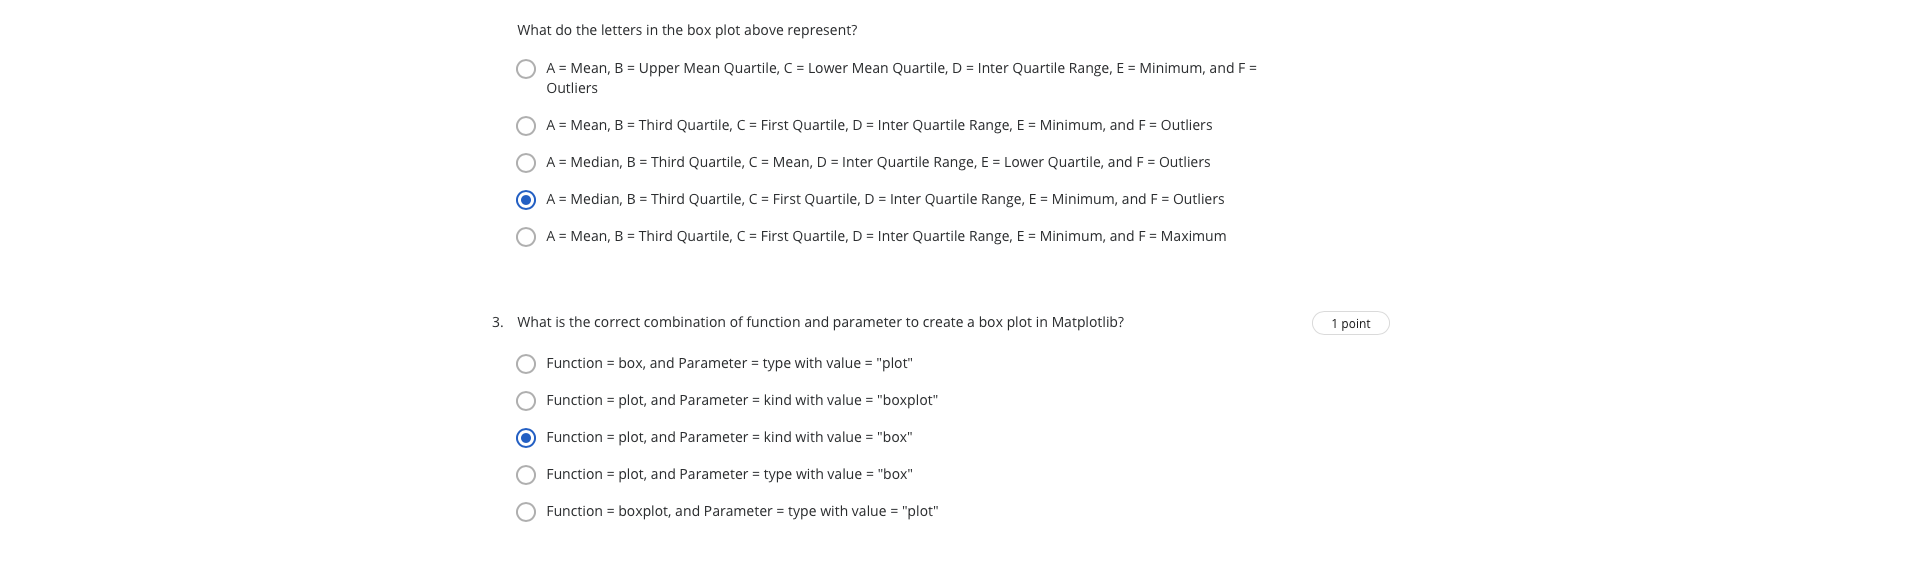 What do the letters in the box plot above represent?
A = Mean, B = Upper Mean Quartile, C = Lower Mean Quartile, D = Inter Quartile Range, E = Minimum, and F =
Outliers
A = Mean, B = Third Quartile, C = First Quartile, D = Inter Quartile Range, E = Minimum, and F = Outliers
A = Median, B = Third Quartile, C = Mean, D = Inter Quartile Range, E = Lower Quartile, and F = Outliers
A = Median, B = Third Quartile, C = First Quartile, D = Inter Quartile Range, E = Minimum, and F = Outliers
A = Mean, B = Third Quartile, C = First Quartile, D = Inter Quartile Range, E = Minimum, and F = Maximum
3. What is the correct combination of function and parameter to create a box plot in Matplotlib? 1 point
Function = box, and Parameter = type with value = "plot"
Function = plot, and Parameter = kind with value = "boxplot"
Function = plot, and Parameter = kind with value = "box"
Function = plot, and Parameter = type with value = "box"
Function = boxplot, and Parameter = type with value = "plot"